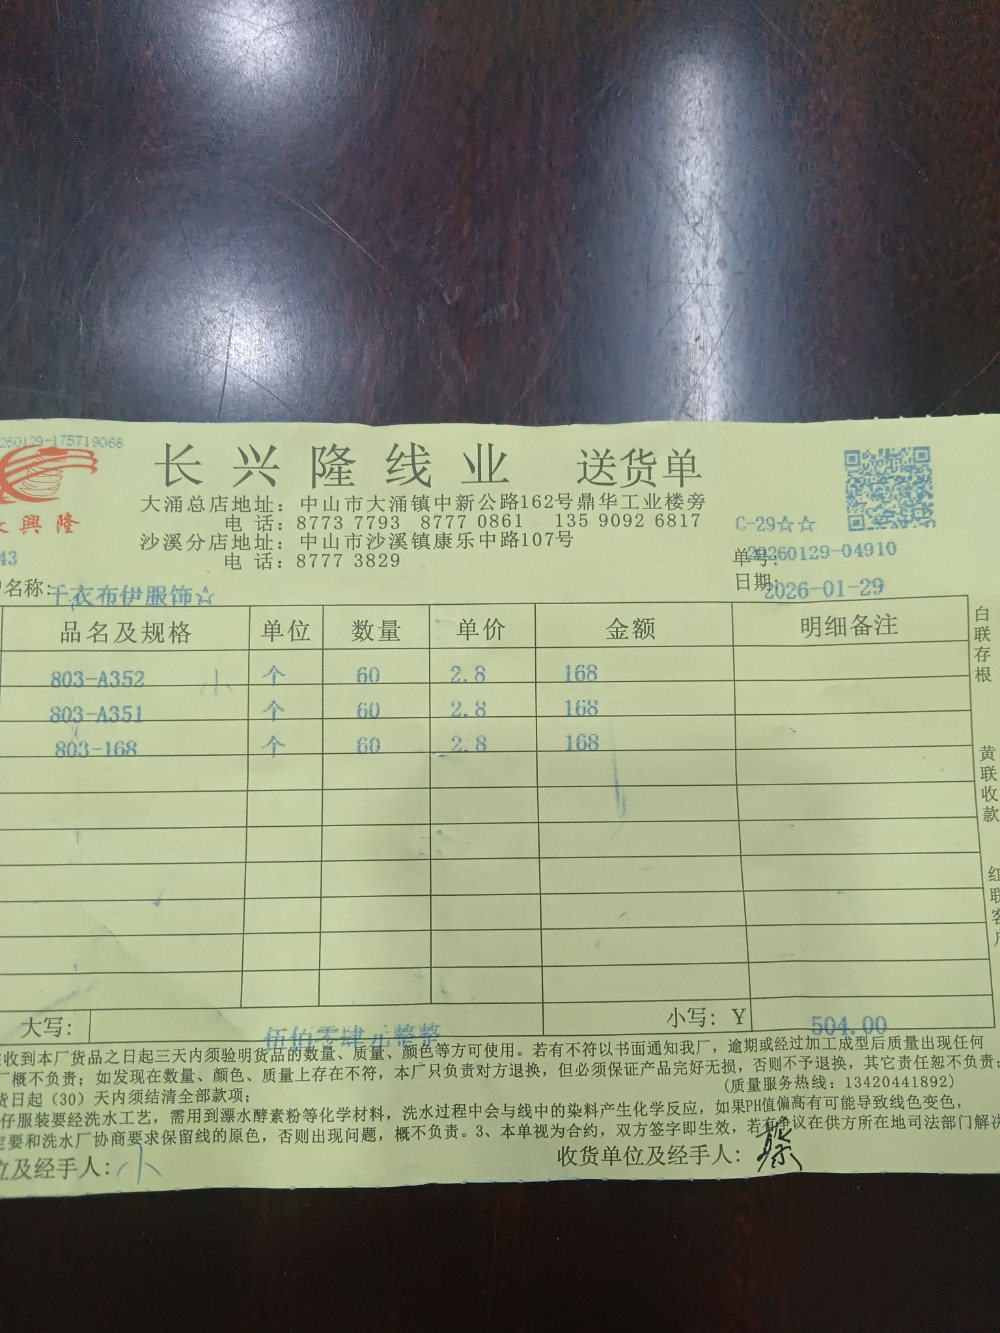 260129-175719068
长兴隆线业 送货单
大涌总店地址：中山市大涌镇中新公路162号鼎华工业楼旁
电 话：8773 7793 8777 0861 135 9092 6817
沙溪分店地址：中山市沙溪镇康乐中路107号
电 话：8777 3829
興 隆
C-29☆☆
单号：20260129-04910
日期：2026-01-29
43
名称：千衣布伊服饰☆
品名及规格 单位 数量 单价 金额 明细备注
803-A352 个 60 2.8 168
803-A351 个 60 2.8 168
803-168 个 60 2.8 168
大写：伍佰零肆元整整 小写：Y 504.00
收到本厂货品之日起三天内须验明货品的数量、质量、颜色等方可使用。若有不符以书面通知我厂，逾期或经过加工成型后质量出现任何
厂概不负责；如发现在数量、颜色、质量上存在不符，本厂只负责对方退换，但必须保证产品完好无损，否则不予退换，其它责任恕不负责；
货日起（30）天内须结清全部款项；
(质量服务热线：13420441892)
仔服装要经洗水工艺，需用到漂水酵素粉等化学材料，洗水过程中会与线中的染料产生化学反应，如果PH值偏高有可能导致线色变色，
定要和洗水厂协商要求保留线的原色，否则出现问题，概不负责。3、本单视为合约，双方签字即生效，若有争议在供方所在地司法部门解决
位及经手人：小
收货单位及经手人：
白联存根
黄联收款
红联客户